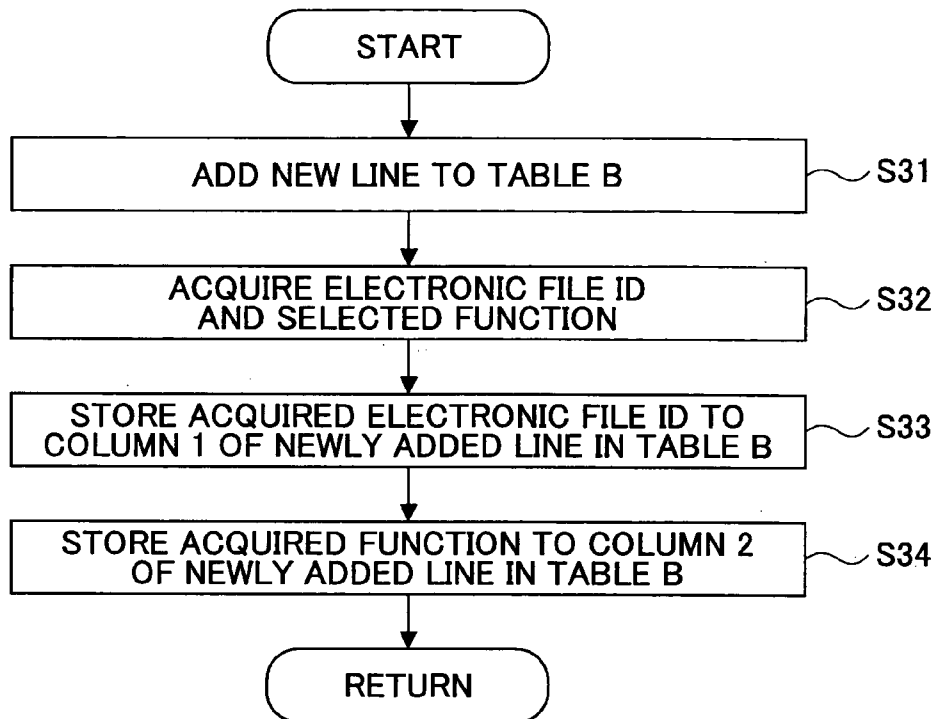 START
ADD NEW LINE TO TABLE B
S31
ACQUIRE ELECTRONIC FILE ID
AND SELECTED FUNCTION
S32
STORE ACQUIRED ELECTRONIC FILE ID TO
COLUMN 1 OF NEWLY ADDED LINE IN TABLE B
S33
STORE ACQUIRED FUNCTION TO COLUMN 2
OF NEWLY ADDED LINE IN TABLE B
S34
RETURN